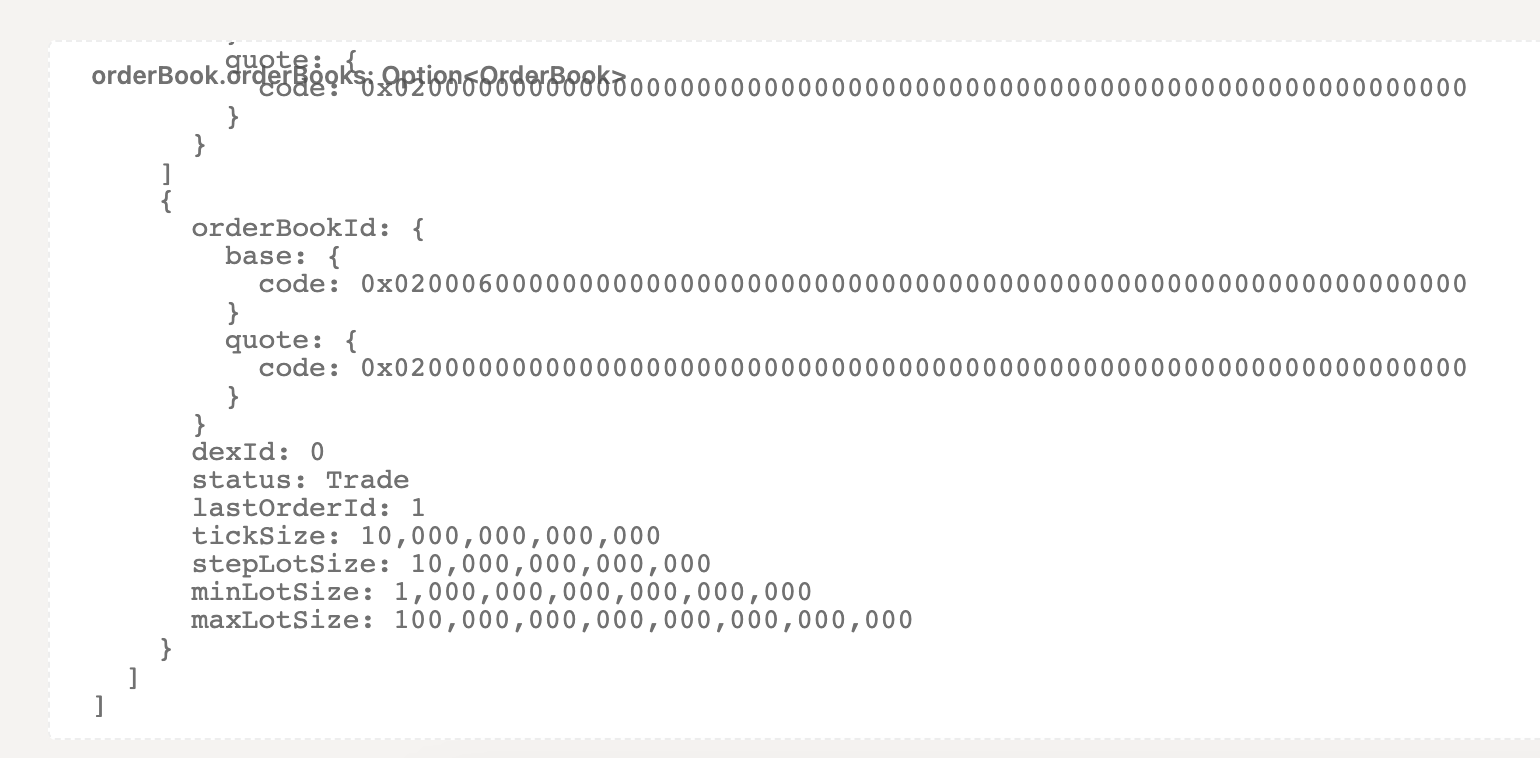 quote: {
orderBook.orderBooks: Option<OrderBook>
code: 0x0200000000000000000000000000000000000000000000000000000000000000
}
}
]
{
orderBookId: {
base: {
code: 0x0200060000000000000000000000000000000000000000000000000000000000
}
quote: {
code: 0x0200000000000000000000000000000000000000000000000000000000000000
}
}
dexId: 0
status: Trade
lastOrderId: 1
tickSize: 10,000,000,000,000
stepLotSize: 10,000,000,000,000
minLotSize: 1,000,000,000,000,000,000
maxLotSize: 100,000,000,000,000,000,000,000
}
]
]